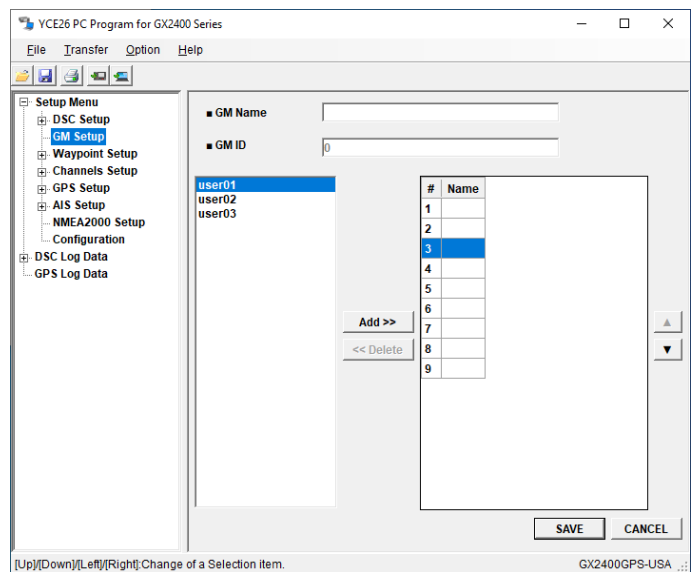 YCE26 PC Program for GX2400 Series
File Transfer Option Help
Setup Menu
DSC Setup
GM Setup
Waypoint Setup
Channels Setup
GPS Setup
AIS Setup
NMEA2000 Setup
Configuration
DSC Log Data
GPS Log Data
■ GM Name
■ GM ID
0
user01
user02
user03
# Name
1
2
3
4
5
6
7
8
9
Add >>
<< Delete
▲
▼
SAVE CANCEL
[Up]/[Down]/[Left]/[Right]:Change of a Selection item.
GX2400GPS-USA